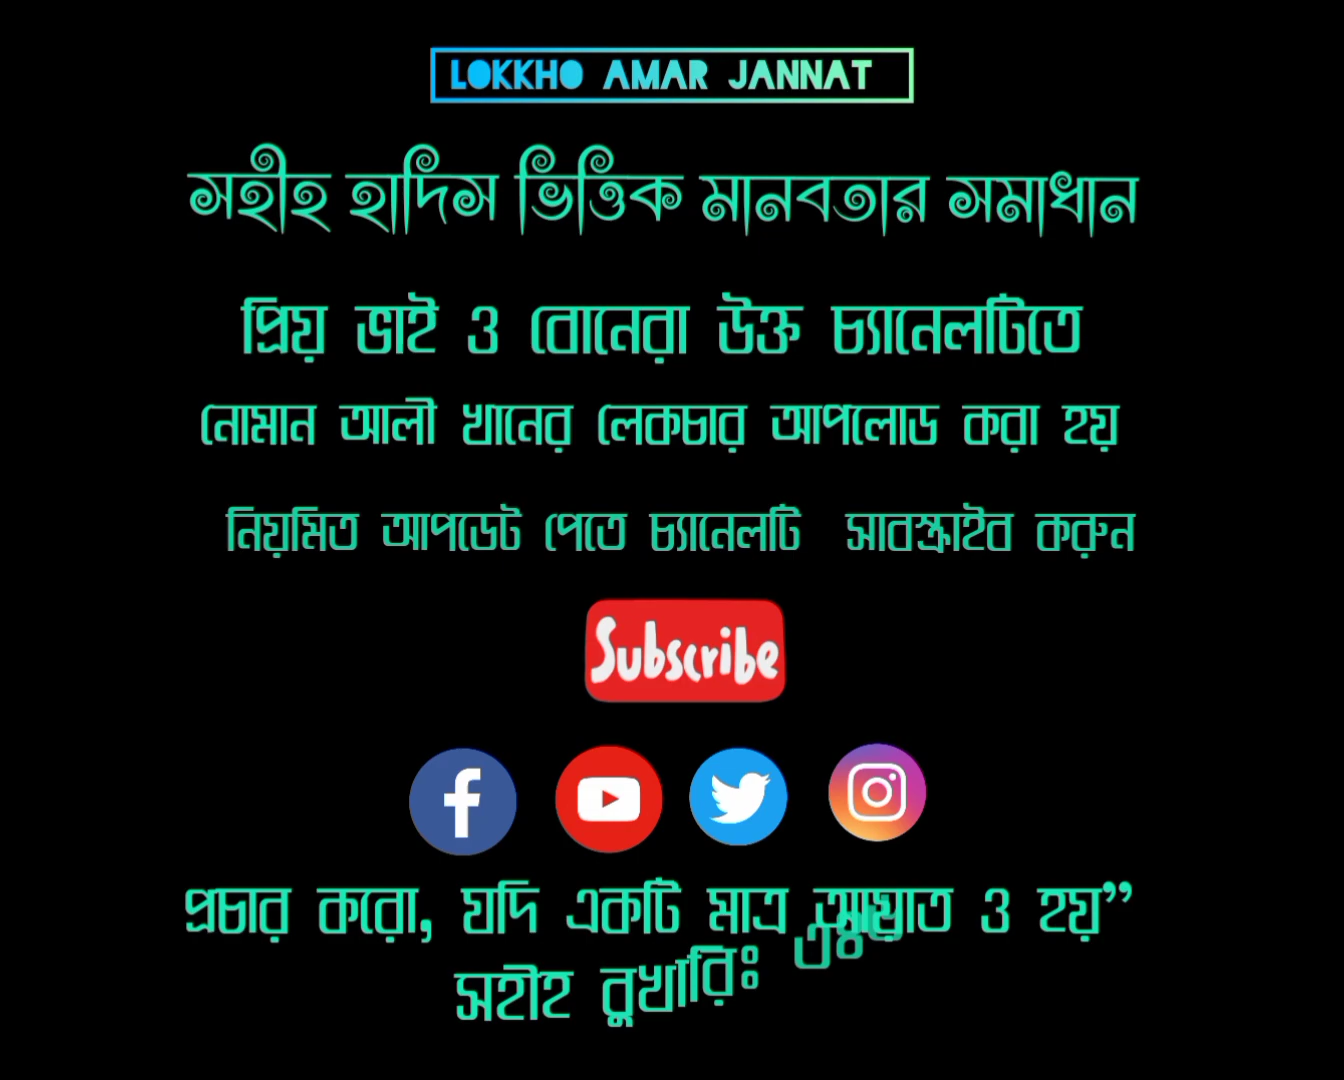 LOKKHO AMAR JANNAT
সহীহ হাদিস ভিত্তিক মানবতার সমাধান
প্রিয় ভাই ও বোনেরা উক্ত চ্যানেলটিতে
নোমান আলী খানের লেকচার আপলোড করা হয়
নিয়মিত আপডেট পেতে চ্যানেলটি সাবস্ক্রাইব করুন
Subscribe
প্রচার করো, যদি একটি মাত্র আয়াত ও হয়”
সহীহ বুখারিঃ